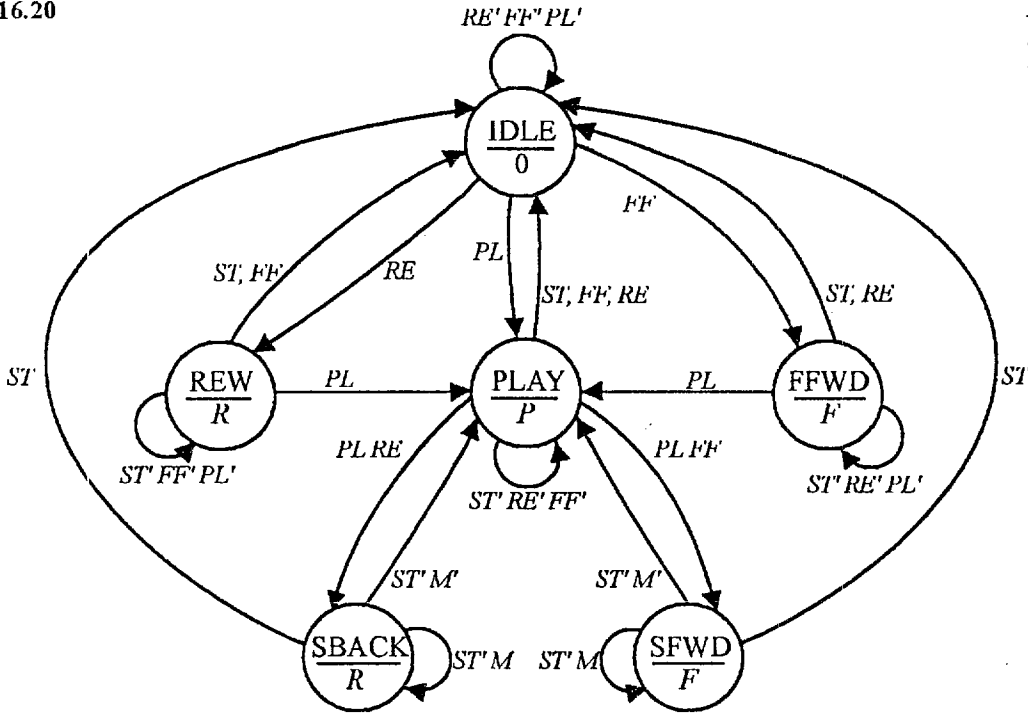 16.20
RE' FF' PL'
IDLE
0
FF
PL
ST, FF
RE
ST, FF, RE
ST, RE
ST
REW
R
PL
PLAY
P
PL
FFWD
F
ST
PL RE
PL FF
ST' FF' PL'
ST' RE' FF'
ST' RE' PL'
ST' M'
ST' M'
SBACK
R
ST' M
ST' M
SFWD
F